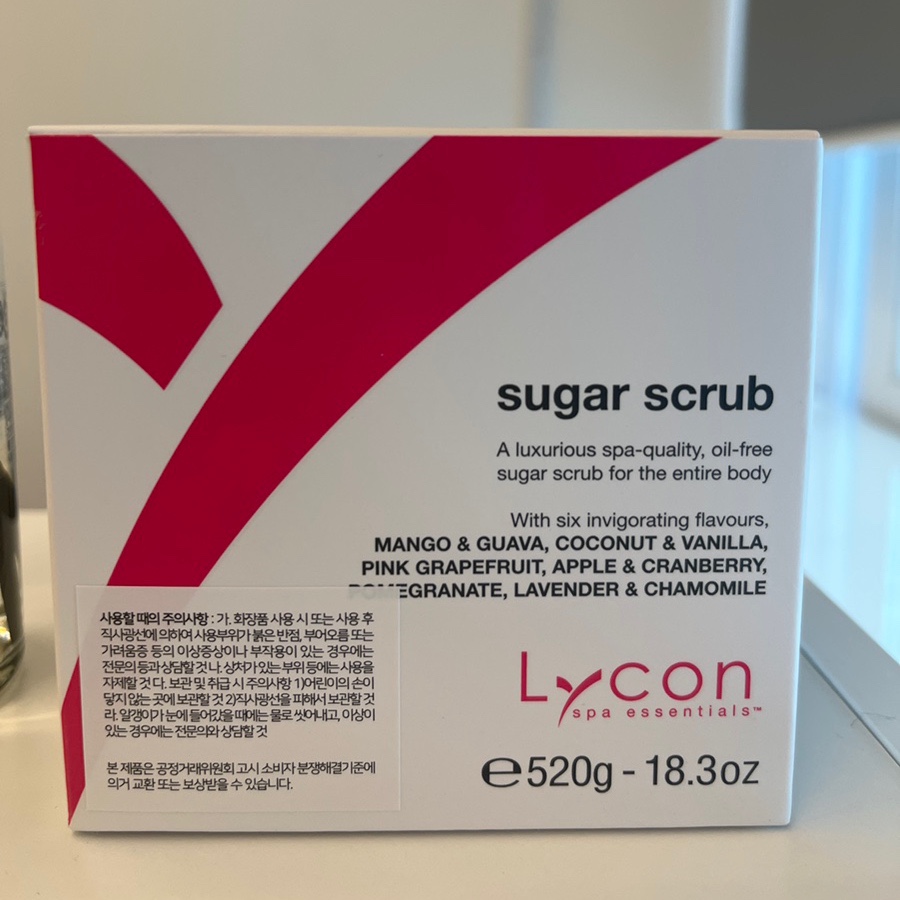 sugar scrub
A luxurious spa-quality, oil-free
sugar scrub for the entire body
With six invigorating flavours,
MANGO & GUAVA, COCONUT & VANILLA,
PINK GRAPEFRUIT, APPLE & CRANBERRY,
POMEGRANATE, LAVENDER & CHAMOMILE
사용할 때의 주의사항 : 가. 화장품 사용 시 또는 사용 후
직사광선에 의하여 사용부위가 붉은 반점, 부어오름 또는
가려움증 등의 이상증상이나 부작용이 있는 경우에는
전문의 등과 상담할 것 나. 상처가 있는 부위 등에는 사용을
자제할 것 다. 보관 및 취급 시 주의사항 1)어린이의 손이
닿지 않는 곳에 보관할 것 2)직사광선을 피해서 보관할 것
라. 알갱이가 눈에 들어갔을 때에는 물로 씻어내고, 이상이
있는 경우에는 전문의와 상담할 것
본 제품은 공정거래위원회 고시 소비자 분쟁해결기준에
의거 교환 또는 보상받을 수 있습니다.
Lycon
spa essentials™
℮520g - 18.3oz